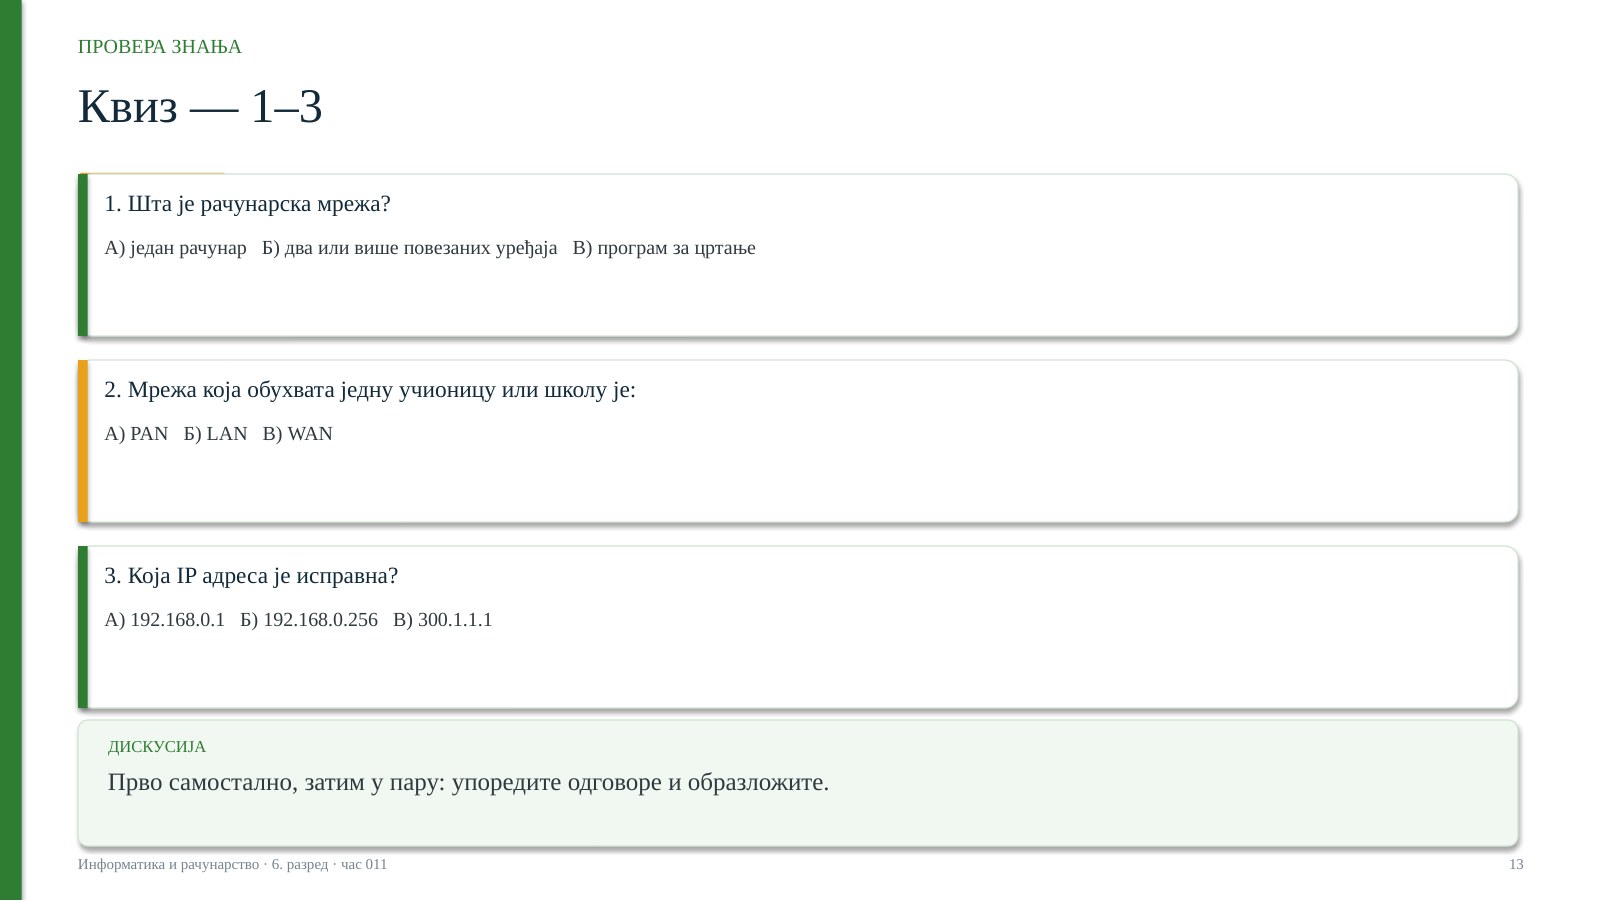 ПРОВЕРА ЗНАЊА
Квиз — 1–3
1. Шта је рачунарска мрежа?
А) један рачунар   Б) два или више повезаних уређаја   В) програм за цртање
2. Мрежа која обухвата једну учионицу или школу је:
А) PAN   Б) LAN   В) WAN
3. Која IP адреса је исправна?
А) 192.168.0.1   Б) 192.168.0.256   В) 300.1.1.1
ДИСКУСИЈА
Прво самостално, затим у пару: упоредите одговоре и образложите.
Информатика и рачунарство · 6. разред · час 011
13